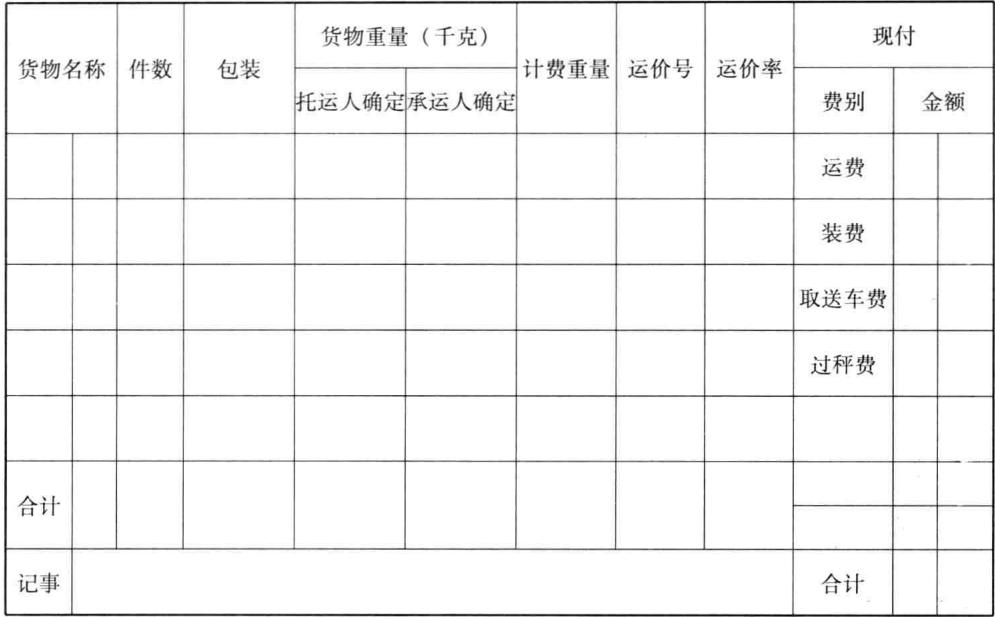 货物名称 件数 包装 货物重量（千克） 计费重量 运价号 运价率 现付
托运人确定 承运人确定 费别 金额
运费
装费
取送车费
过秤费
合计
记事 合计